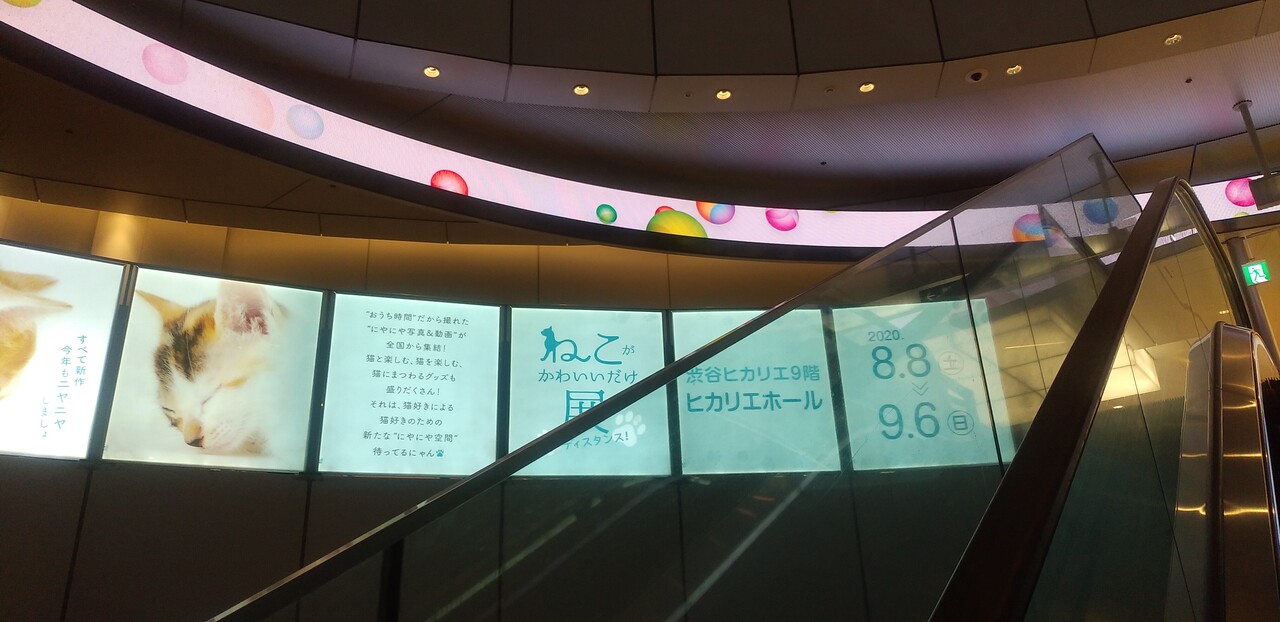 すべて新作
今年もニヤニヤ
しましょ
“おうち時間”だから撮れた
“にやにや写真&動画”が
全国から集結!
猫と楽しむ、猫を楽しむ、
猫にまつわるグッズも
盛りだくさん!
それは、猫好きによる
猫好きのための
新たな“にやにや空間”
待ってるにゃん
ねこが
かわいいだけ
展
ディスタンス!
渋谷ヒカリエ9階
ヒカリエホール
2020.
8.8 土
9.6 日